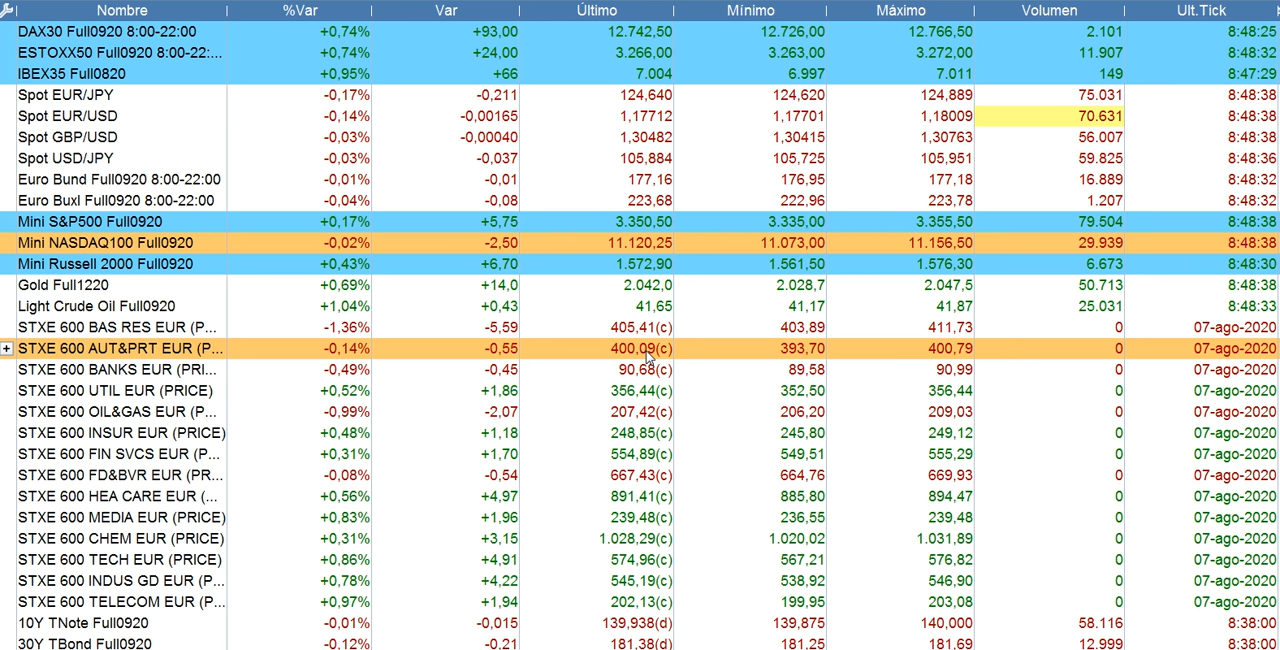 Nombre %Var Var Último Mínimo Máximo Volumen Ult.Tick
DAX30 Full0920 8:00-22:00 +0,74% +93,00 12.742,50 12.726,00 12.766,50 2.101 8:48:25
ESTOXX50 Full0920 8:00-22:... +0,74% +24,00 3.266,00 3.263,00 3.272,00 11.907 8:48:32
IBEX35 Full0820 +0,95% +66 7.004 6.997 7.011 149 8:47:29
Spot EUR/JPY -0,17% -0,211 124,640 124,620 124,889 75.031 8:48:38
Spot EUR/USD -0,14% -0,00165 1,17712 1,17701 1,18009 70.631 8:48:38
Spot GBP/USD -0,03% -0,00040 1,30482 1,30415 1,30763 56.007 8:48:38
Spot USD/JPY -0,03% -0,037 105,884 105,725 105,951 59.825 8:48:36
Euro Bund Full0920 8:00-22:00 -0,01% -0,01 177,16 176,95 177,18 16.889 8:48:32
Euro Buxl Full0920 8:00-22:00 -0,04% -0,08 223,68 222,96 223,78 1.207 8:48:32
Mini S&P500 Full0920 +0,17% +5,75 3.350,50 3.335,00 3.355,50 79.504 8:48:38
Mini NASDAQ100 Full0920 -0,02% -2,50 11.120,25 11.073,00 11.156,50 29.939 8:48:38
Mini Russell 2000 Full0920 +0,43% +6,70 1.572,90 1.561,50 1.576,30 6.673 8:48:30
Gold Full1220 +0,69% +14,0 2.042,0 2.028,7 2.047,5 50.713 8:48:38
Light Crude Oil Full0920 +1,04% +0,43 41,65 41,17 41,87 25.031 8:48:33
STXE 600 BAS RES EUR (P... -1,36% -5,59 405,41(c) 403,89 411,73 0 07-ago-2020
STXE 600 AUT&PRT EUR (P... -0,14% -0,55 400,09(c) 393,70 400,79 0 07-ago-2020
STXE 600 BANKS EUR (PRI... -0,49% -0,45 90,68(c) 89,58 90,99 0 07-ago-2020
STXE 600 UTIL EUR (PRICE) +0,52% +1,86 356,44(c) 352,50 356,44 0 07-ago-2020
STXE 600 OIL&GAS EUR (P... -0,99% -2,07 207,42(c) 206,20 209,03 0 07-ago-2020
STXE 600 INSUR EUR (PRICE) +0,48% +1,18 248,85(c) 245,80 249,12 0 07-ago-2020
STXE 600 FIN SVCS EUR (P... +0,31% +1,70 554,89(c) 549,51 555,29 0 07-ago-2020
STXE 600 FD&BVR EUR (PR... -0,08% -0,54 667,43(c) 664,76 669,93 0 07-ago-2020
STXE 600 HEA CARE EUR (... +0,56% +4,97 891,41(c) 885,80 894,47 0 07-ago-2020
STXE 600 MEDIA EUR (PRICE) +0,83% +1,96 239,48(c) 236,55 239,48 0 07-ago-2020
STXE 600 CHEM EUR (PRICE) +0,31% +3,15 1.028,29(c) 1.020,02 1.031,89 0 07-ago-2020
STXE 600 TECH EUR (PRICE) +0,86% +4,91 574,96(c) 567,21 576,82 0 07-ago-2020
STXE 600 INDUS GD EUR (P... +0,78% +4,22 545,19(c) 538,92 546,90 0 07-ago-2020
STXE 600 TELECOM EUR (P... +0,97% +1,94 202,13(c) 199,95 203,08 0 07-ago-2020
10Y TNote Full0920 -0,01% -0,015 139,938(d) 139,875 140,000 58.116 8:38:00
30Y TBond Full0920 -0,12% -0,21 181,38(d) 181,25 181,69 12.999 8:38:00